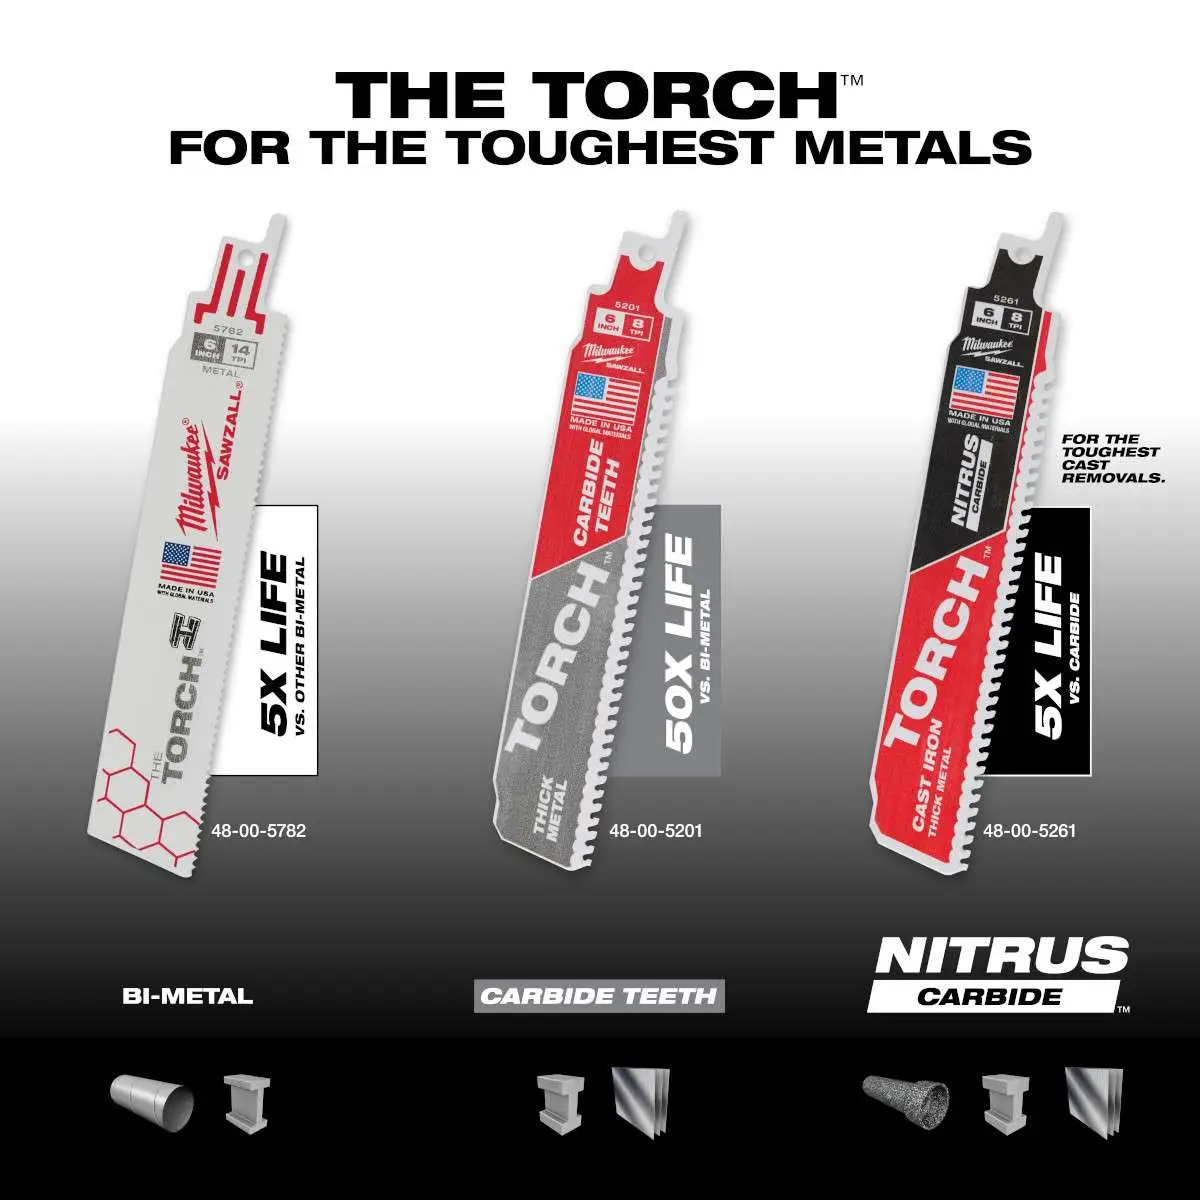 THE TORCH™
FOR THE TOUGHEST METALS
5782
6 INCH 14 TPI
METAL
Milwaukee®
SAWZALL®
MADE IN USA
WITH GLOBAL MATERIALS
THE TORCH™
5X LIFE
VS. OTHER BI-METAL
48-00-5782
BI-METAL
5201
6 INCH 8 TPI
Milwaukee
SAWZALL
MADE IN USA
WITH GLOBAL MATERIALS
CARBIDE
TEETH
TORCH™
THICK
METAL
50X LIFE
VS. BI-METAL
48-00-5201
CARBIDE TEETH
5261
6 INCH 8 TPI
Milwaukee
SAWZALL
MADE IN USA
WITH GLOBAL MATERIALS
NITRUS
CARBIDE
TORCH™
CAST IRON
THICK METAL
FOR THE
TOUGHEST
CAST
REMOVALS.
5X LIFE
VS. CARBIDE
48-00-5261
NITRUS
CARBIDE™